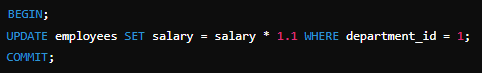 BEGIN;
UPDATE employees SET salary = salary * 1.1 WHERE department_id = 1;
COMMIT;